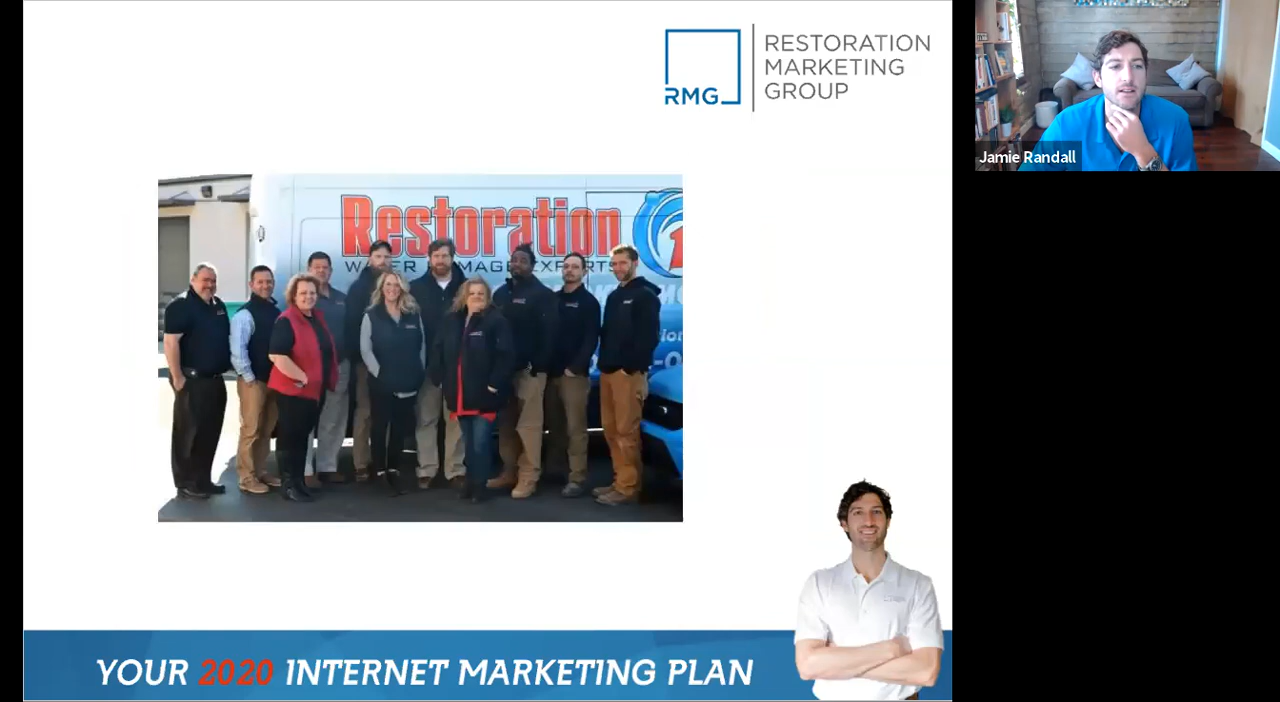 RESTORATION
MARKETING
GROUP
RMG
Jamie Randall
Restoration
YOUR 2020 INTERNET MARKETING PLAN